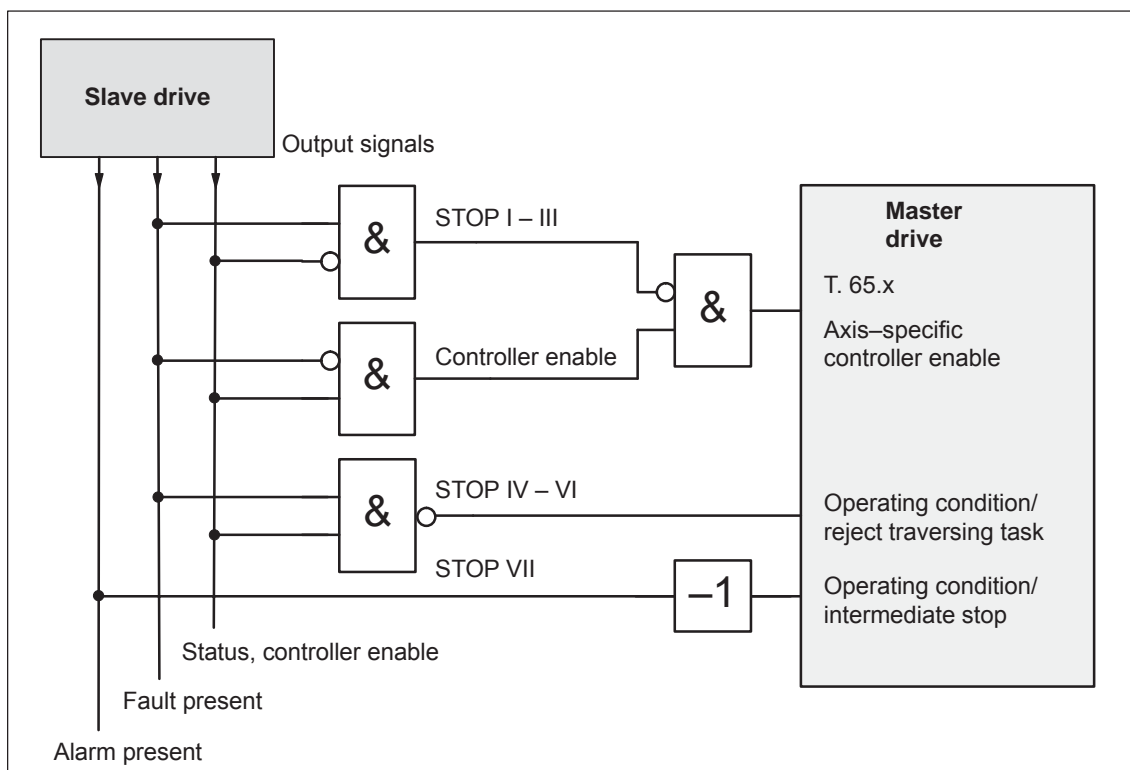 Slave drive
Output signals
&
STOP I – III
Master
drive
&
T. 65.x
Axis–specific
controller enable
&
Controller enable
&
STOP IV – VI
Operating condition/
reject traversing task
STOP VII
–1
Operating condition/
intermediate stop
Status, controller enable
Fault present
Alarm present